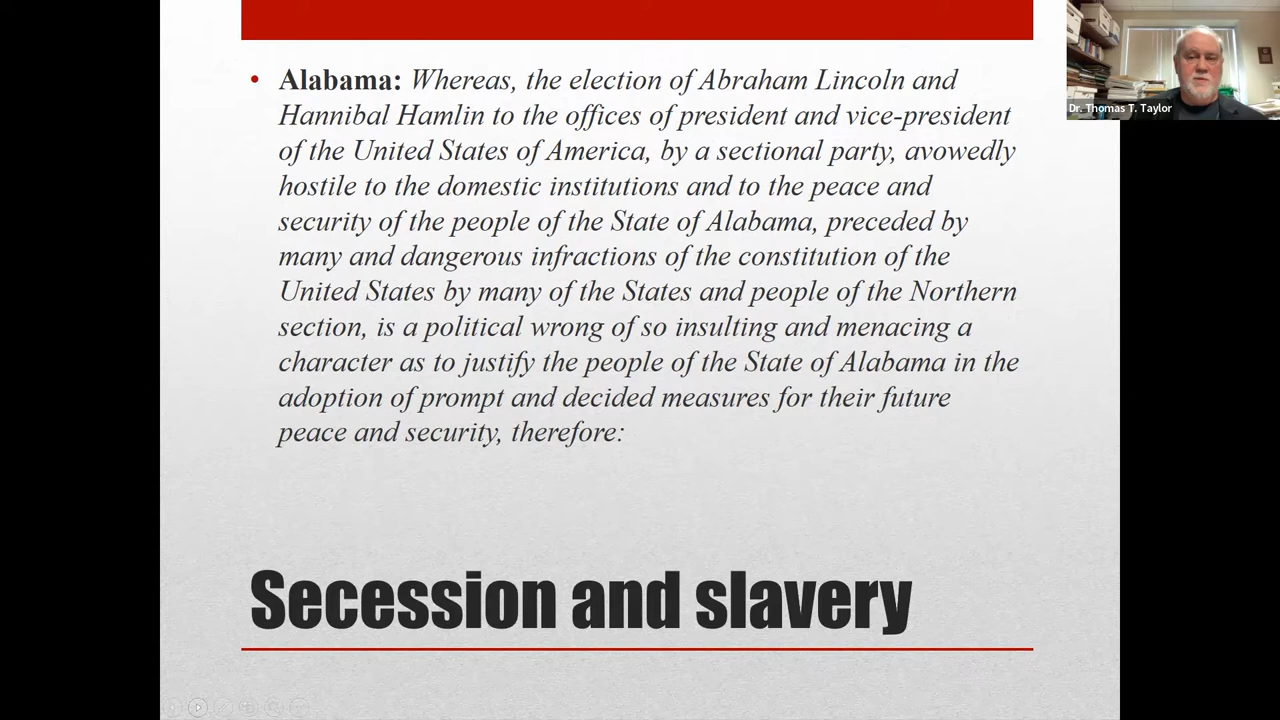 • Alabama: Whereas, the election of Abraham Lincoln and
Hannibal Hamlin to the offices of president and vice-president
of the United States of America, by a sectional party, avowedly
hostile to the domestic institutions and to the peace and
security of the people of the State of Alabama, preceded by
many and dangerous infractions of the constitution of the
United States by many of the States and people of the Northern
section, is a political wrong of so insulting and menacing a
character as to justify the people of the State of Alabama in the
adoption of prompt and decided measures for their future
peace and security, therefore:
Secession and slavery
Dr. Thomas T. Taylor